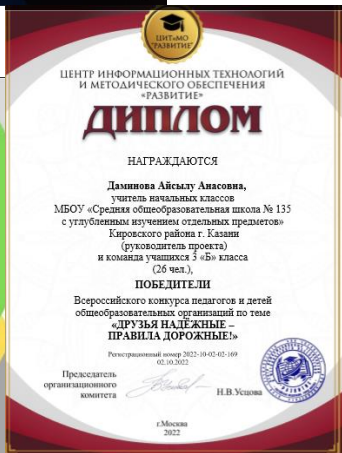 ЦИТиМО
"РАЗВИТИЕ"
ЦЕНТР ИНФОРМАЦИОННЫХ ТЕХНОЛОГИЙ
И МЕТОДИЧЕСКОГО ОБЕСПЕЧЕНИЯ
«РАЗВИТИЕ»
ДИПЛОМ
НАГРАЖДАЮТСЯ
Даминова Айсылу Анасовна,
учитель начальных классов
МБОУ «Средняя общеобразовательная школа № 135
с углубленным изучением отдельных предметов»
Кировского района г. Казани
(руководитель проекта)
и команда учащихся 3 «Б» класса
(26 чел.),
ПОБЕДИТЕЛИ
Всероссийского конкурса педагогов и детей
общеобразовательных организаций по теме
«ДРУЗЬЯ НАДЁЖНЫЕ –
ПРАВИЛА ДОРОЖНЫЕ!»
Регистрационный номер 2022-10-02-02-169
02.10.2022
Председатель
организационного
комитета
Н.В.Усцова
РАЗВИТИЕ
г.Москва
2022